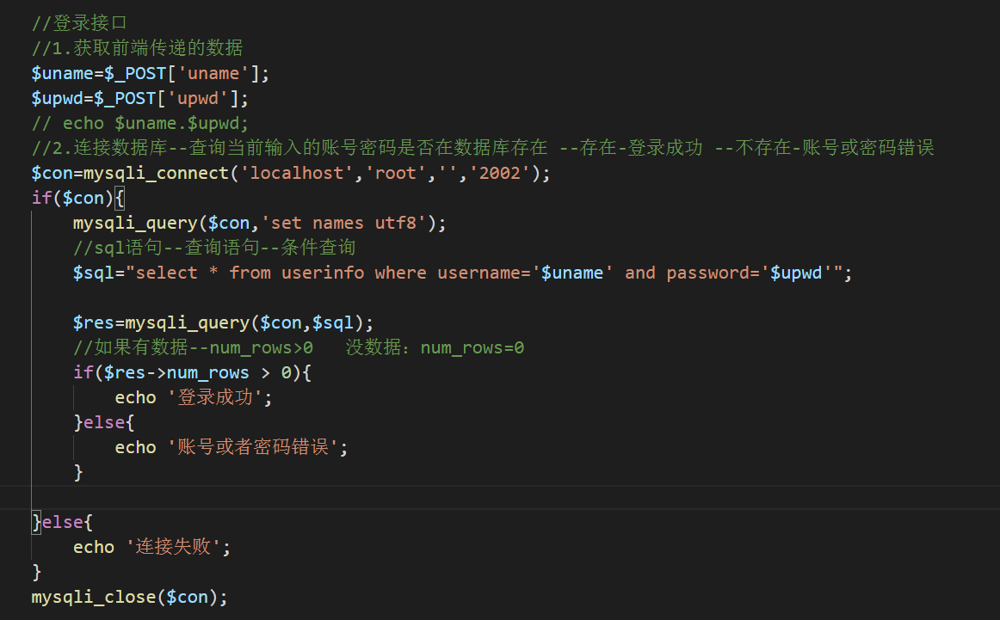 //登录接口
//1.获取前端传递的数据
$uname=$_POST['uname'];
$upwd=$_POST['upwd'];
// echo $uname.$upwd;
//2.连接数据库--查询当前输入的账号密码是否在数据库存在 --存在-登录成功 --不存在-账号或密码错误
$con=mysqli_connect('localhost','root','','2002');
if($con){
    mysqli_query($con,'set names utf8');
    //sql语句--查询语句--条件查询
    $sql="select * from userinfo where username='$uname' and password='$upwd'";
    $res=mysqli_query($con,$sql);
    //如果有数据--num_rows>0   没数据：num_rows=0
    if($res->num_rows > 0){
        echo '登录成功';
    }else{
        echo '账号或者密码错误';
    }
}else{
    echo '连接失败';
}
mysqli_close($con);